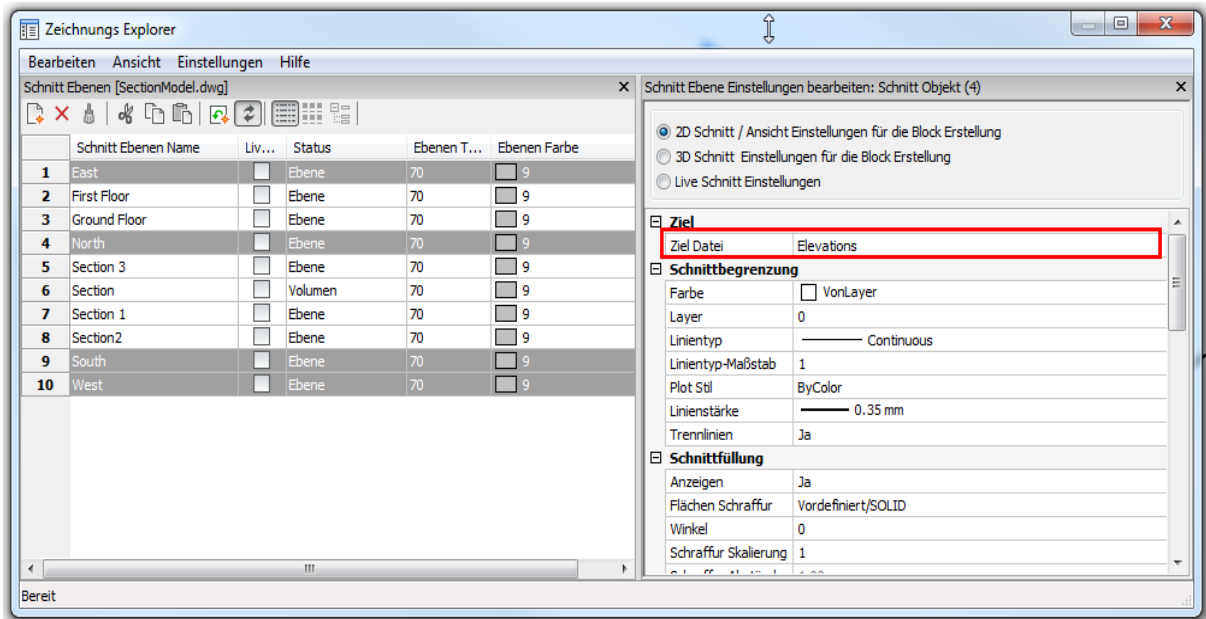 Zeichnungs Explorer
Bearbeiten Ansicht Einstellungen Hilfe
Schnitt Ebenen [SectionModel.dwg]
Schnitt Ebenen Name Liv... Status Ebenen T... Ebenen Farbe
1 East Ebene 70 9
2 First Floor Ebene 70 9
3 Ground Floor Ebene 70 9
4 North Ebene 70 9
5 Section 3 Ebene 70 9
6 Section Volumen 70 9
7 Section 1 Ebene 70 9
8 Section2 Ebene 70 9
9 South Ebene 70 9
10 West Ebene 70 9
Schnitt Ebene Einstellungen bearbeiten: Schnitt Objekt (4)
2D Schnitt / Ansicht Einstellungen für die Block Erstellung
3D Schnitt Einstellungen für die Block Erstellung
Live Schnitt Einstellungen
Ziel
Ziel Datei Elevations
Schnittbegrenzung
Farbe VonLayer
Layer 0
Linientyp Continuous
Linientyp-Maßstab 1
Plot Stil ByColor
Linienstärke 0.35 mm
Trennlinien Ja
Schnittfüllung
Anzeigen Ja
Flächen Schraffur Vordefiniert/SOLID
Winkel 0
Schraffur Skalierung 1
Bereit